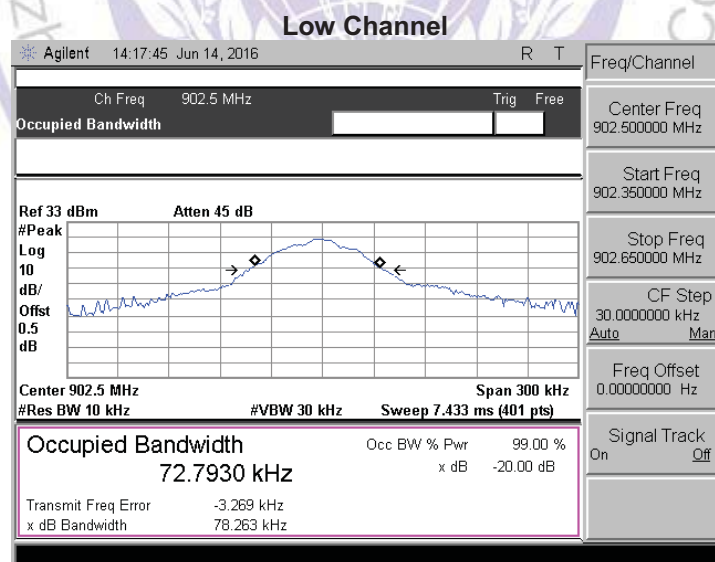 Low Channel
Agilent 14:17:45 Jun 14, 2016 R T
Freq/Channel
Ch Freq 902.5 MHz Trig Free
Occupied Bandwidth
Center Freq
902.500000 MHz
Start Freq
902.350000 MHz
Stop Freq
902.650000 MHz
CF Step
30.0000000 kHz
Auto Man
Freq Offset
0.00000000 Hz
Signal Track
On Off
Ref 33 dBm Atten 45 dB
#Peak
Log
10
dB/
Offst
0.5
dB
Center 902.5 MHz Span 300 kHz
#Res BW 10 kHz #VBW 30 kHz Sweep 7.433 ms (401 pts)
Occupied Bandwidth Occ BW % Pwr 99.00 %
72.7930 kHz x dB -20.00 dB
Transmit Freq Error -3.269 kHz
x dB Bandwidth 78.263 kHz